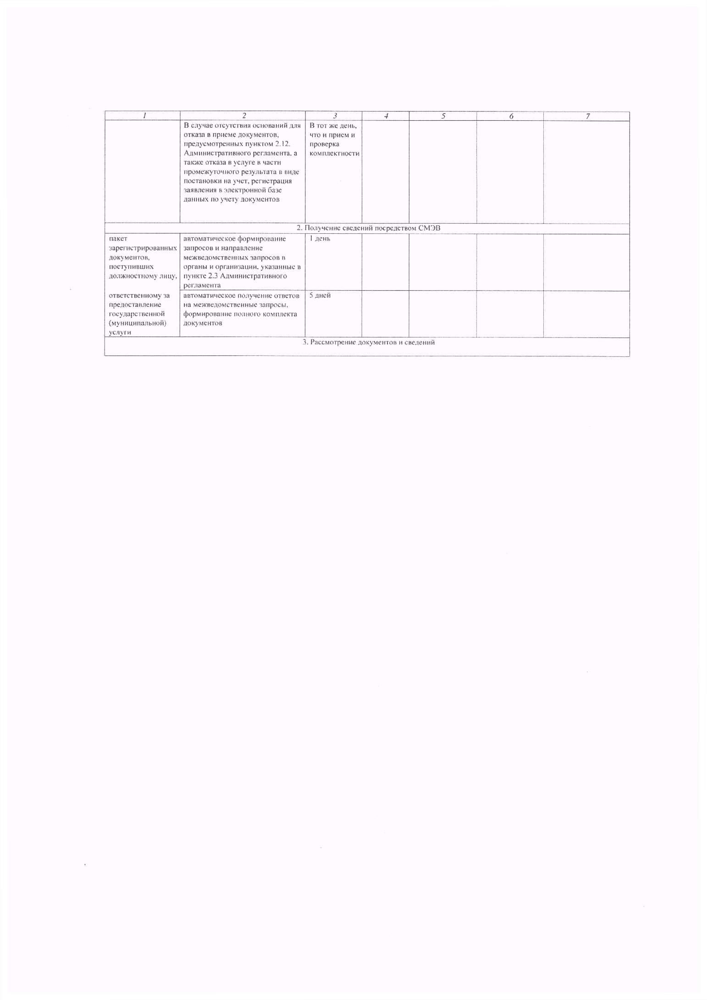 1 2 3 4 5 6 7
В случае отсутствия оснований для
отказа в приеме документов,
предусмотренных пунктом 2.12.
Административного регламента, а
также отказа в услуге в части
промежуточного результата в виде
постановки на учет, регистрация
заявления в электронной базе
данных по учету документов
В тот же день,
что и прием и
проверка
комплектности
2. Получение сведений посредством СМЭВ
пакет
зарегистрированных
документов,
поступивших
должностному лицу,
ответственному за
предоставление
государственной
(муниципальной)
услуги
автоматическое формирование
запросов и направление
межведомственных запросов в
органы и организации, указанные в
пункте 2.3 Административного
регламента
1 день
автоматическое получение ответов
на межведомственные запросы,
формирование полного комплекта
документов
5 дней
3. Рассмотрение документов и сведений